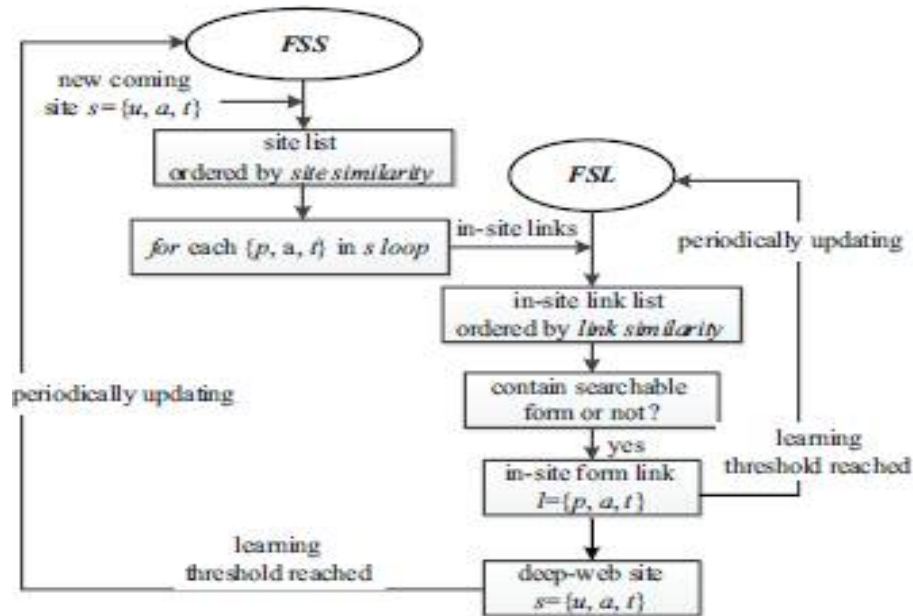 FSS
new coming
site s={u, a, t}
site list
ordered by site similarity
FSL
for each {p, a, t} in s loop
in-site links
periodically updating
in-site link list
ordered by link similarity
periodically updating
contain searchable
form or not?
yes
learning
threshold reached
in-site form link
l={p, a, t}
learning
threshold reached
deep-web site
s={u, a, t}